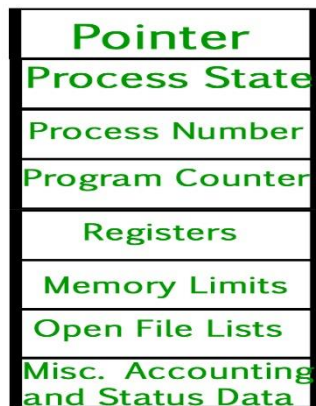 Pointer
Process State
Process Number
Program Counter
Registers
Memory Limits
Open File Lists
Misc. Accounting
and Status Data